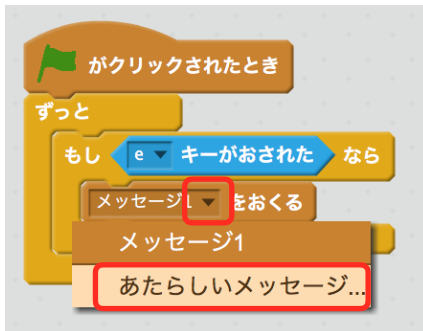 がクリックされたとき
ずっと
もし e ▼ キーがおされた なら
メッセージ1 ▼ をおくる
メッセージ1
あたらしいメッセージ...